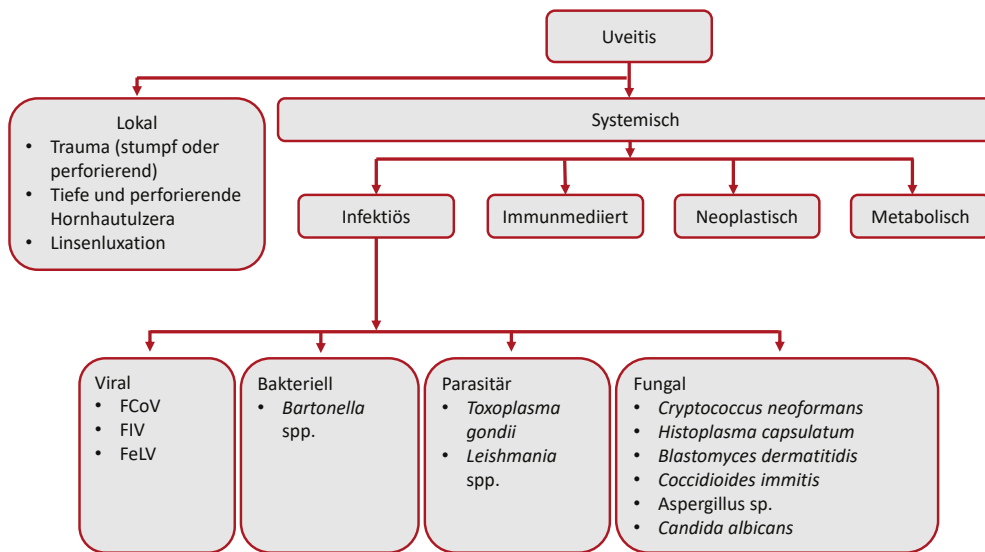 Uveitis
Lokal
• Trauma (stumpf oder
perforierend)
• Tiefe und perforierende
Hornhautulzera
• Linsenluxation
Systemisch
Infektiös
Immunmediiert
Neoplastisch
Metabolisch
Viral
• FCoV
• FIV
• FeLV
Bakteriell
• Bartonella
spp.
Parasitär
• Toxoplasma
gondii
• Leishmania
spp.
Fungal
• Cryptococcus neoformans
• Histoplasma capsulatum
• Blastomyces dermatitidis
• Coccidioides immitis
• Aspergillus sp.
• Candida albicans